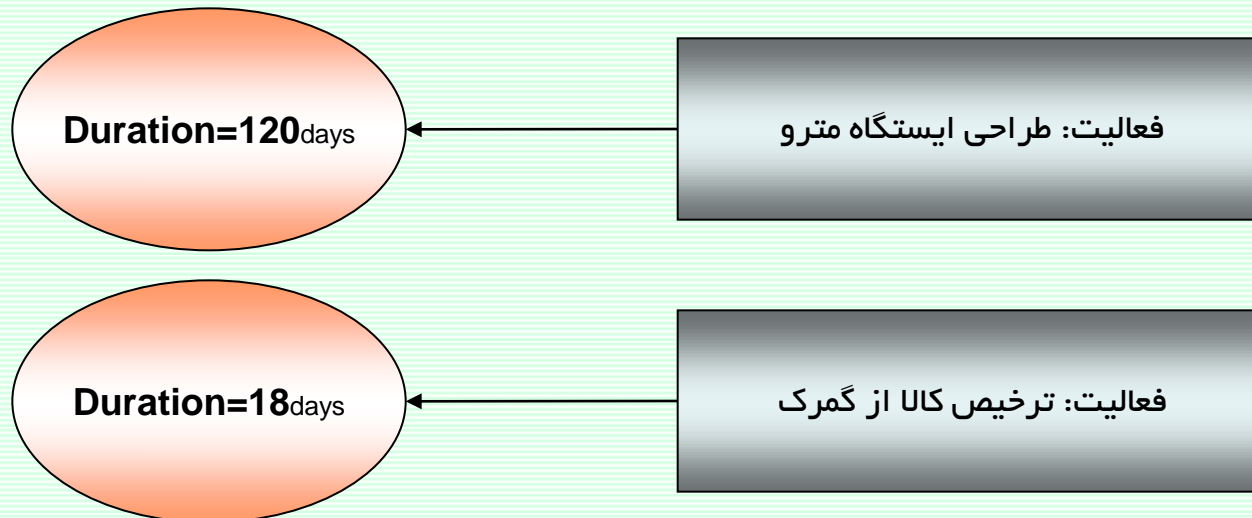 فعالیت: طراحی ایستگاه مترو
Duration=120days
فعالیت: ترخیص کالا از گمرک
Duration=18days